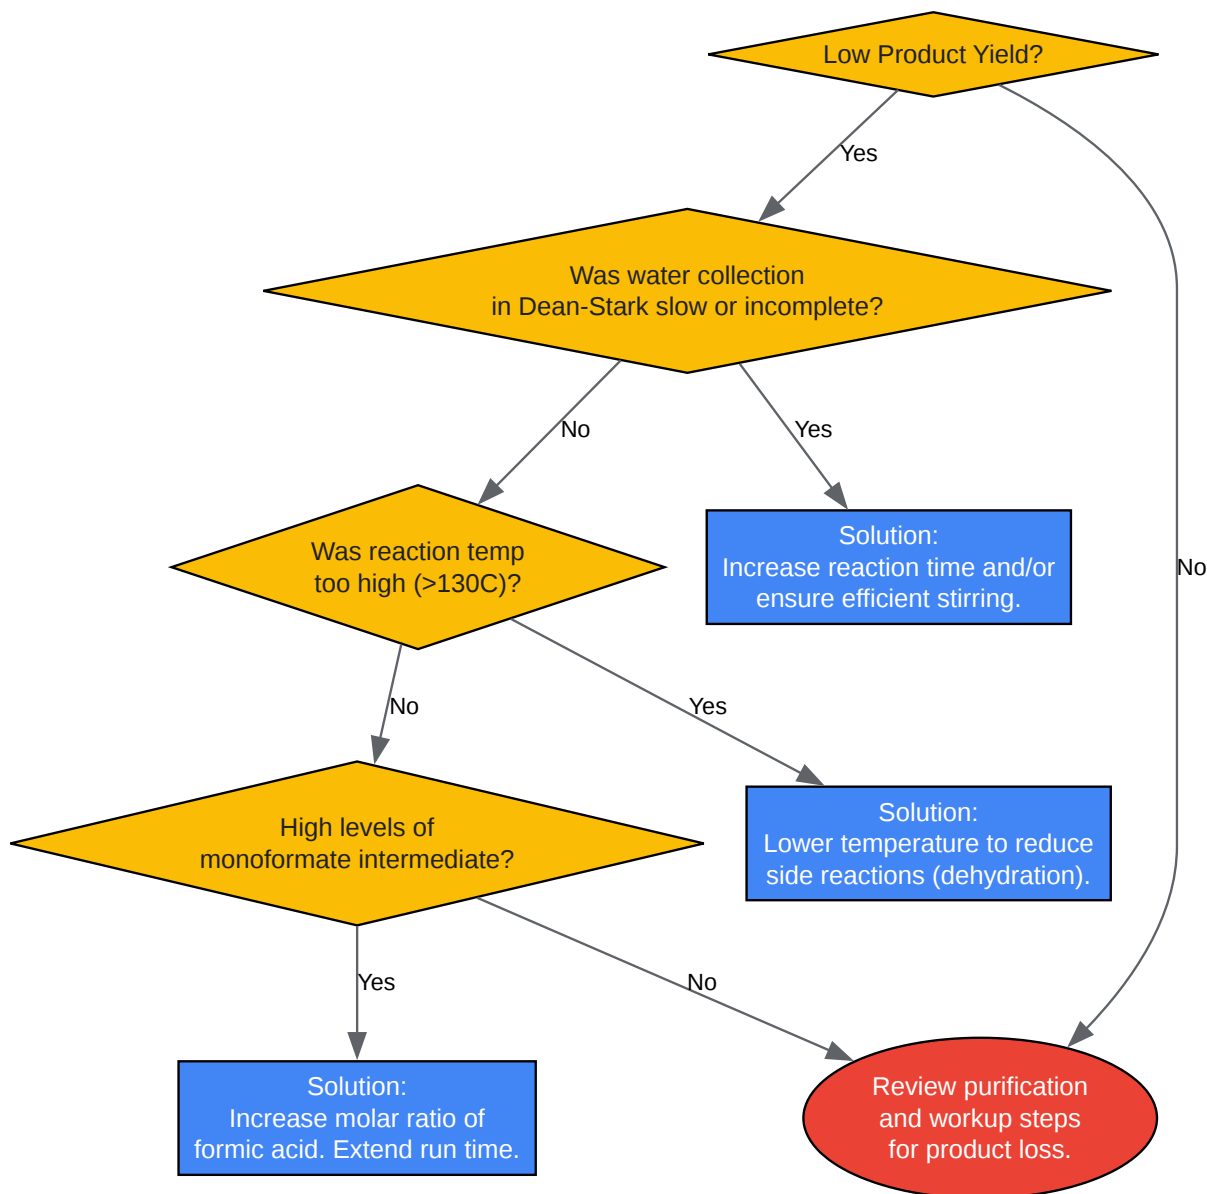 Low Product Yield?
Yes
Was water collection
in Dean-Stark slow or incomplete?
No
Yes
Was reaction temp
too high (>130C)?
Solution:
Increase reaction time and/or
ensure efficient stirring.
No
No
Yes
High levels of
monoformate intermediate?
Solution:
Lower temperature to reduce
side reactions (dehydration).
Yes
No
Solution:
Increase molar ratio of
formic acid. Extend run time.
Review purification
and workup steps
for product loss.